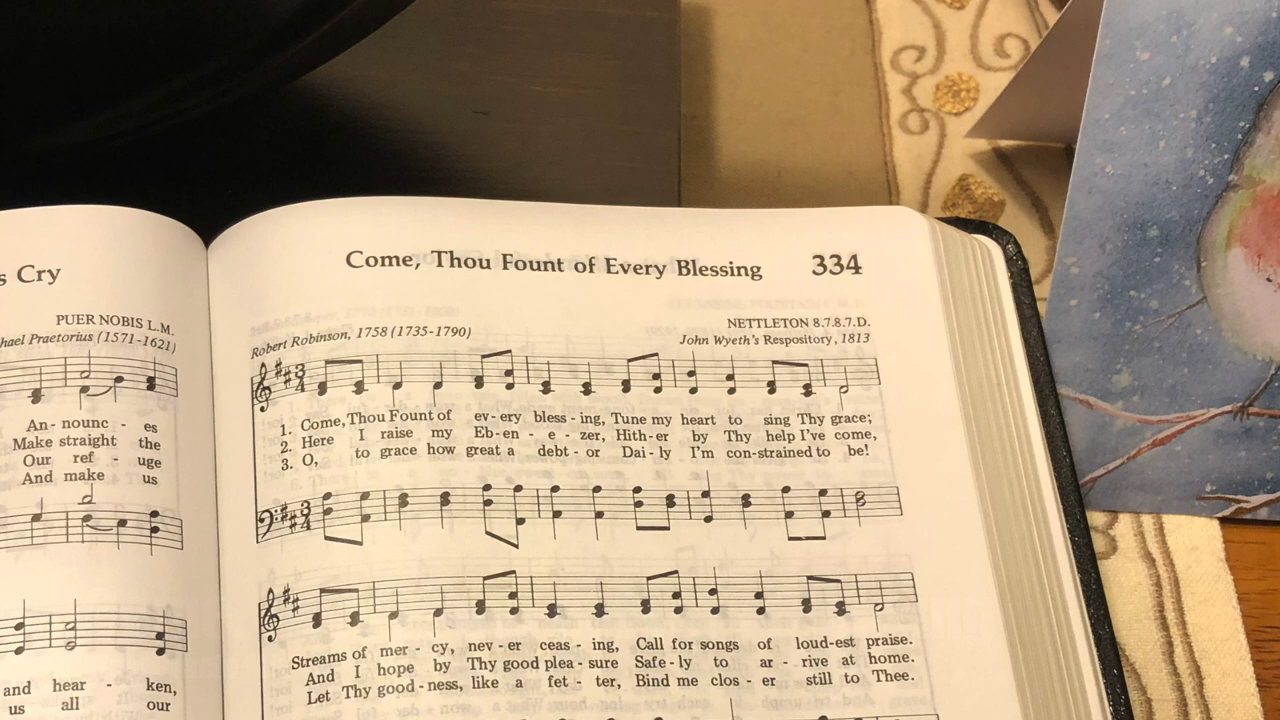 s Cry
PUER NOBIS L.M.
hael Praetorius (1571-1621)
3
4
An - nounc - es
Make straight the
Our ref - uge
And make us
and hear - ken,
us all our
Come, Thou Fount of Every Blessing 334
NETTLETON 8.7.8.7.D.
Robert Robinson, 1758 (1735-1790)
John Wyeth's Respository, 1813
1. Come, Thou Fount of ev - ery bless - ing, Tune my heart to sing Thy grace;
2. Here I raise my Eb - en - e - zer, Hith - er by Thy help I've come,
3. O, to grace how great a debt - or Dai - ly I'm con - strained to be!
3
4
Streams of mer - cy, nev - er ceas - ing, Call for songs of loud - est praise.
And I hope by Thy good plea - sure Safe - ly to ar - rive at home.
Let Thy good - ness, like a fet - ter, Bind me clos - er still to Thee.